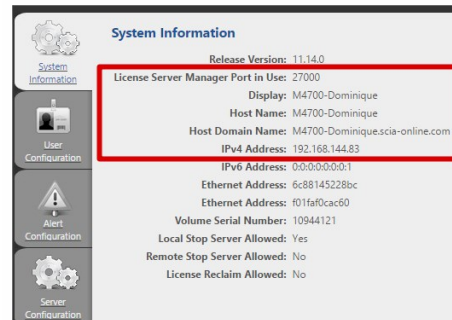 System Information
System
Information
Release Version: 11.14.0
License Server Manager Port in Use: 27000
Display: M4700-Dominique
Host Name: M4700-Dominique
Host Domain Name: M4700-Dominique.scia-online.com
IPv4 Address: 192.168.144.83
User
Configuration
IPv6 Address: 0:0:0:0:0:0:0:1
Ethernet Address: 6c88145228bc
Ethernet Address: f01faf0cac60
Volume Serial Number: 10944121
Alert
Configuration
Local Stop Server Allowed: Yes
Remote Stop Server Allowed: No
License Reclaim Allowed: No
Server
Configuration